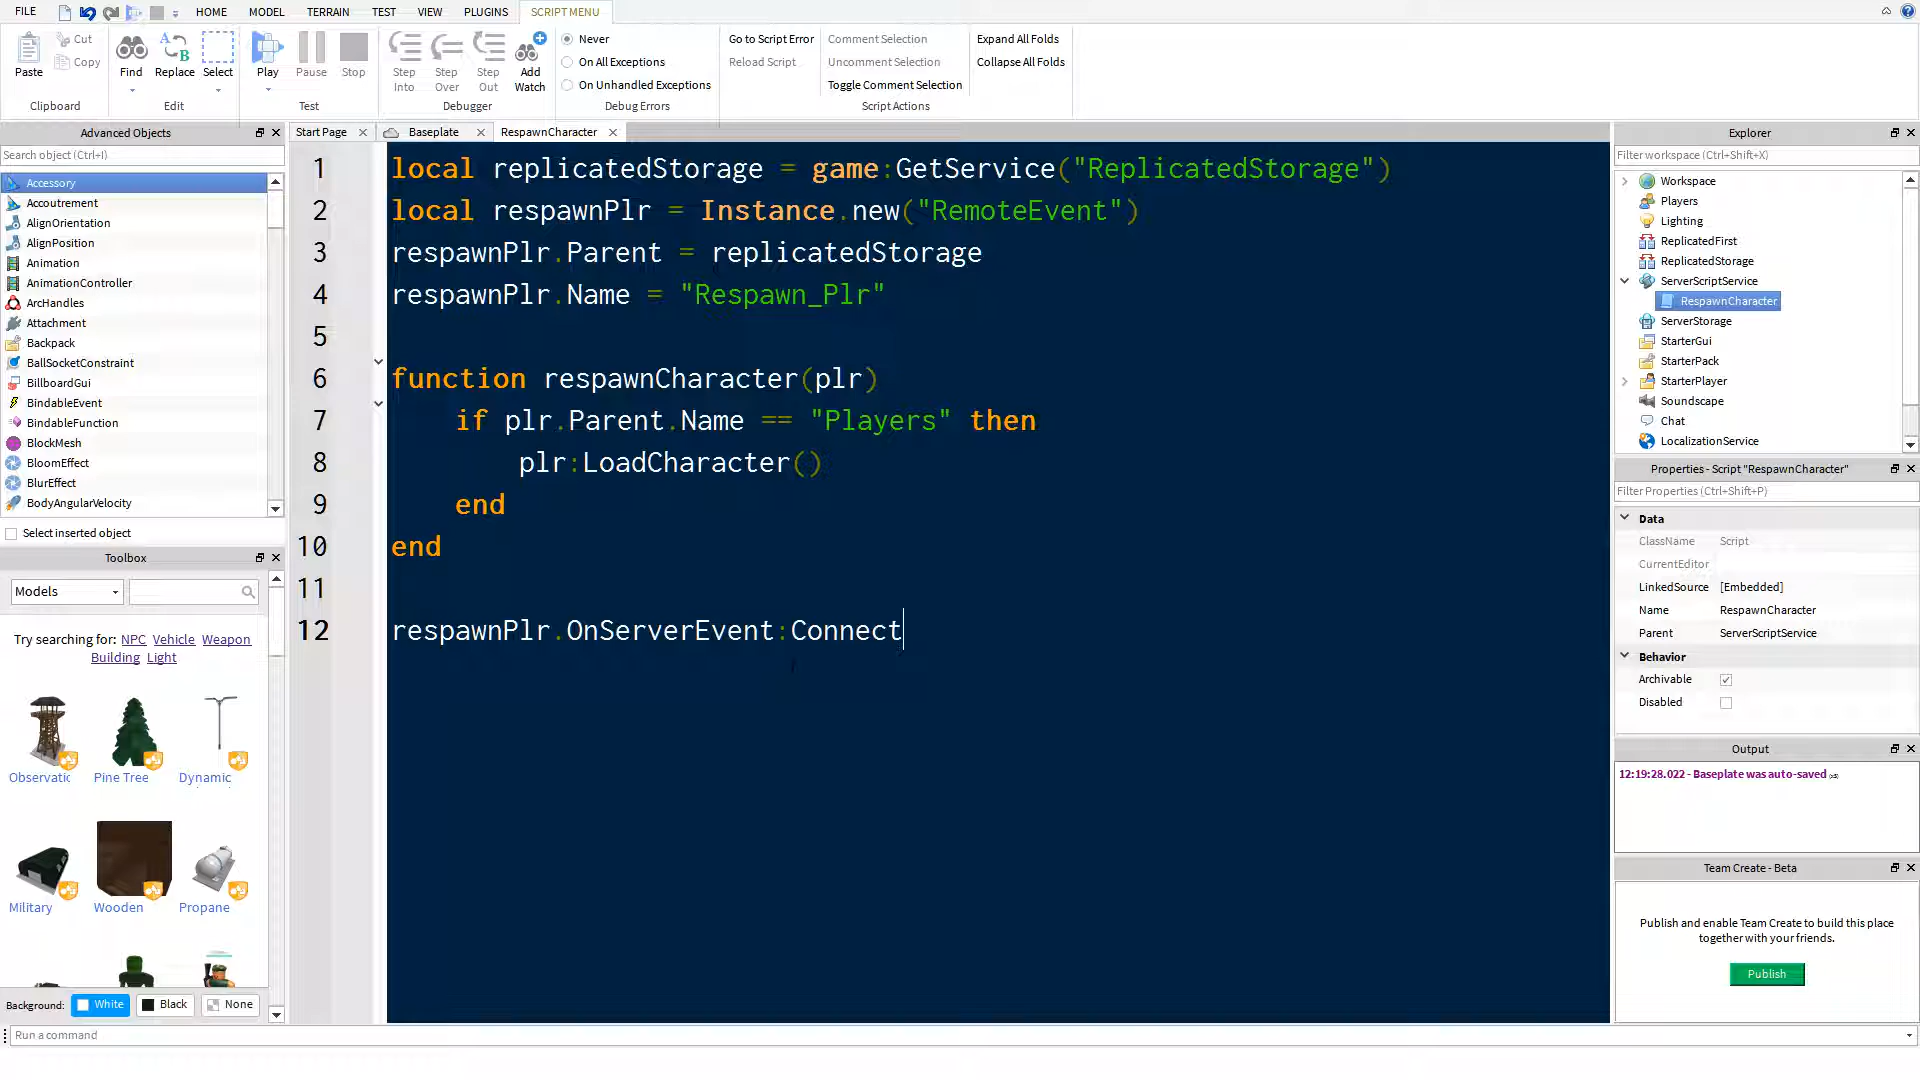 FILE HOME MODEL TERRAIN TEST VIEW PLUGINS SCRIPT MENU
Paste Cut Copy
Clipboard
Find Replace Select
Edit
Play Pause Stop
Test
Step Into Step Over Step Out Add Watch
Debugger
Never
On All Exceptions
On Unhandled Exceptions
Debug Errors
Go to Script Error
Reload Script
Comment Selection
Uncomment Selection
Toggle Comment Selection
Script Actions
Expand All Folds
Collapse All Folds
Advanced Objects
Search object (Ctrl+I)
Accessory
Accoutrement
AlignOrientation
AlignPosition
Animation
AnimationController
ArcHandles
Attachment
Backpack
BallSocketConstraint
BillboardGui
BindableEvent
BindableFunction
BlockMesh
BloomEffect
BlurEffect
BodyAngularVelocity
Select inserted object
Toolbox
Models
Try searching for: NPC Vehicle Weapon
Building Light
Observatic Pine Tree Dynamic
Military Wooden Propane
Background: White Black None
Start Page Baseplate RespawnCharacter
1 local replicatedStorage = game:GetService("ReplicatedStorage")
2 local respawnPlr = Instance.new("RemoteEvent")
3 respawnPlr.Parent = replicatedStorage
4 respawnPlr.Name = "Respawn_Plr"
5
6 function respawnCharacter(plr)
7 if plr.Parent.Name == "Players" then
8 plr:LoadCharacter()
9 end
10 end
11
12 respawnPlr.OnServerEvent:Connect
Explorer
Filter workspace (Ctrl+Shift+X)
Workspace
Players
Lighting
ReplicatedFirst
ReplicatedStorage
ServerScriptService
RespawnCharacter
ServerStorage
StarterGui
StarterPack
StarterPlayer
Soundscape
Chat
LocalizationService
Properties - Script "RespawnCharacter"
Filter Properties (Ctrl+Shift+P)
Data
ClassName Script
CurrentEditor
LinkedSource [Embedded]
Name RespawnCharacter
Parent ServerScriptService
Behavior
Archivable
Disabled
Output
12:19:28.022 - Baseplate was auto-saved
Team Create - Beta
Publish and enable Team Create to build this place
together with your friends.
Publish
Run a command